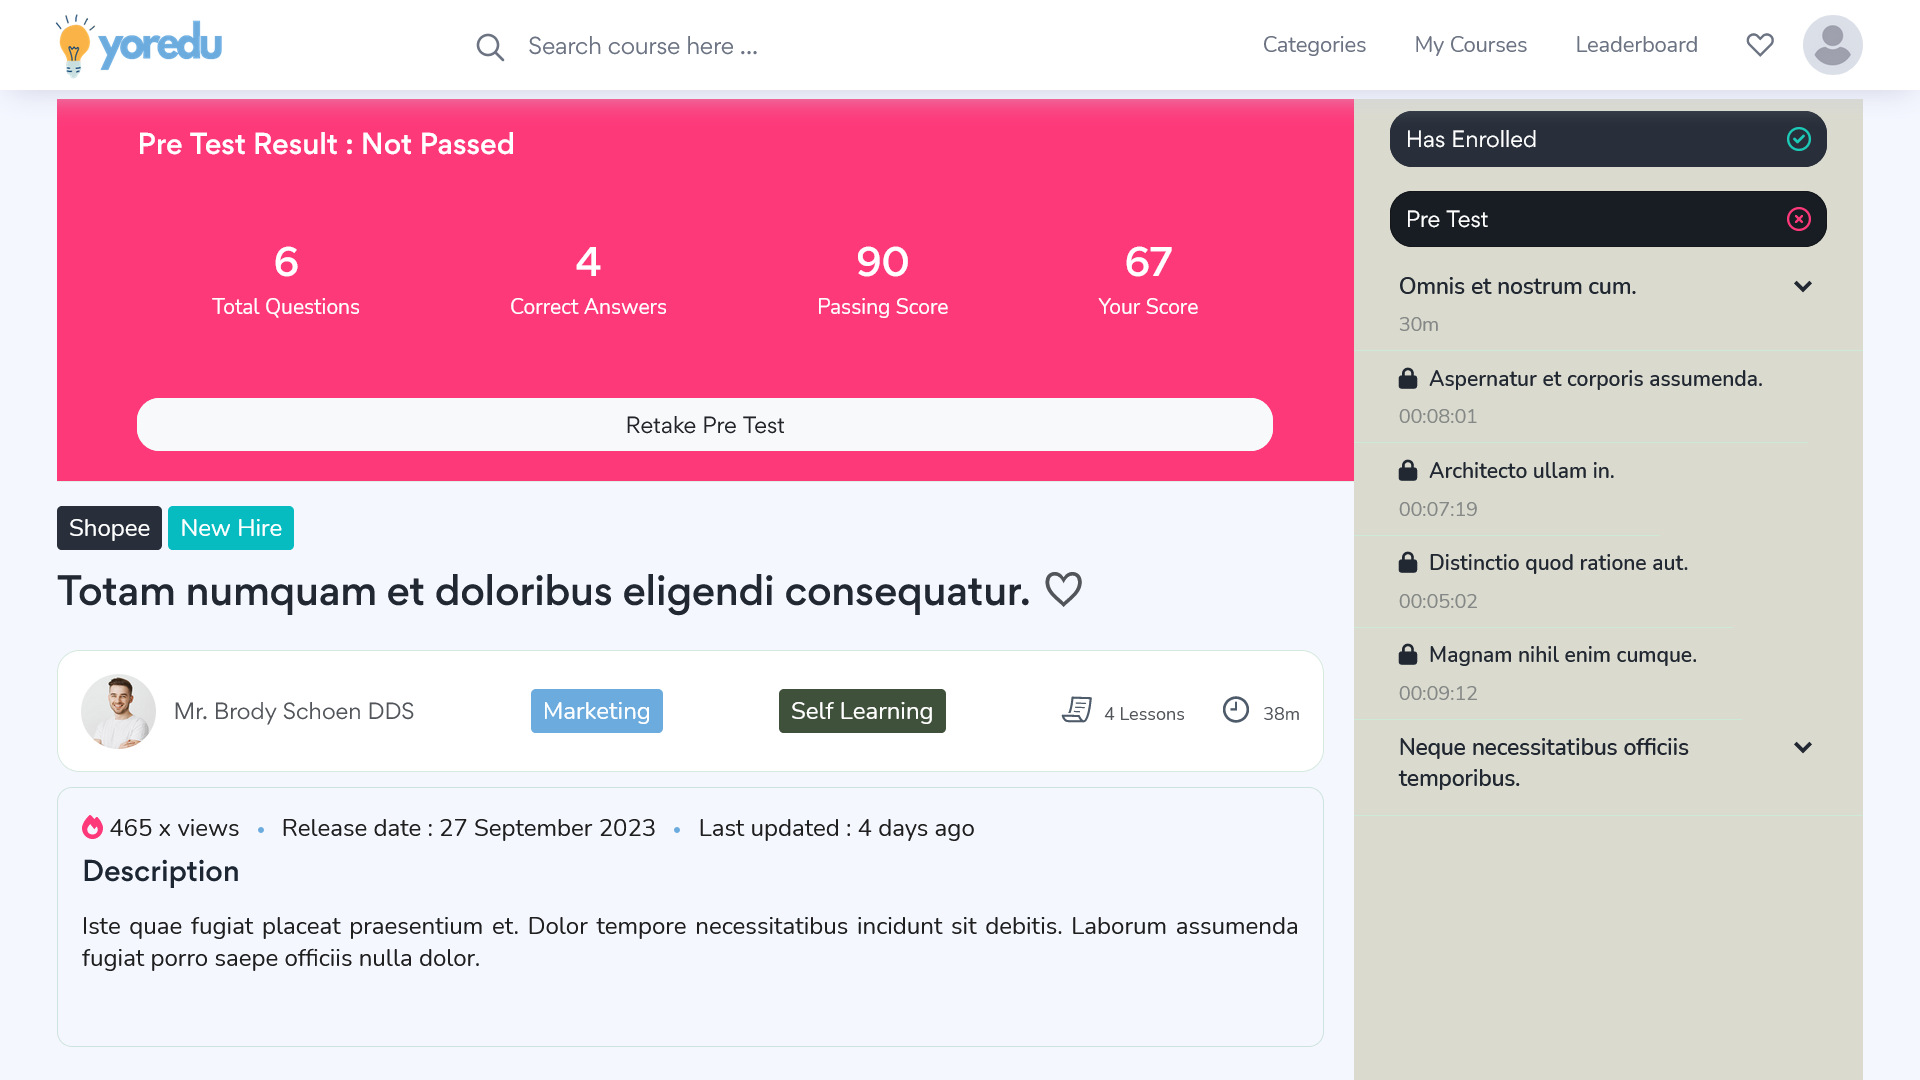 yoredu
Search course here ...
Categories
My Courses
Leaderboard
Pre Test Result : Not Passed
6
Total Questions
4
Correct Answers
90
Passing Score
67
Your Score
Retake Pre Test
Shopee
New Hire
Totam numquam et doloribus eligendi consequatur.
Mr. Brody Schoen DDS
Marketing
Self Learning
4 Lessons
38m
465 x views • Release date : 27 September 2023 • Last updated : 4 days ago
Description
Iste quae fugiat placeat praesentium et. Dolor tempore necessitatibus incidunt sit debitis. Laborum assumenda
fugiat porro saepe officiis nulla dolor.
Has Enrolled
Pre Test
Omnis et nostrum cum.
30m
Aspernatur et corporis assumenda.
00:08:01
Architecto ullam in.
00:07:19
Distinctio quod ratione aut.
00:05:02
Magnam nihil enim cumque.
00:09:12
Neque necessitatibus officiis
temporibus.